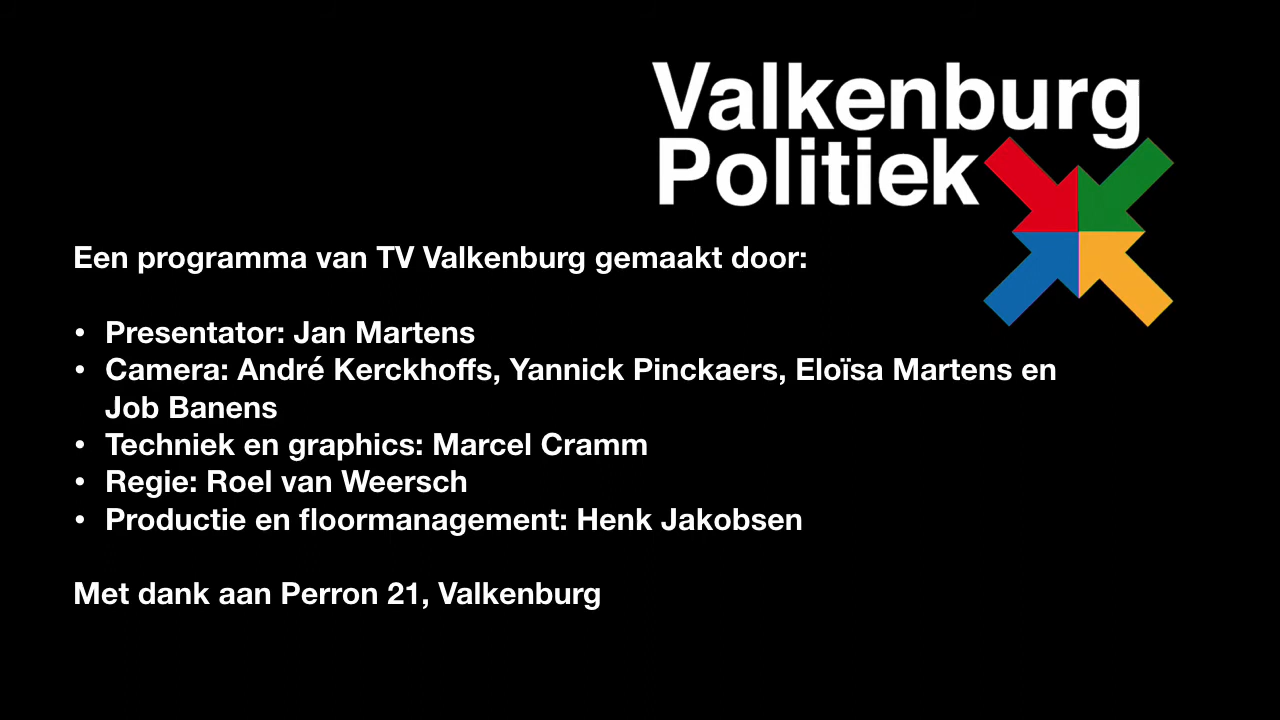 Valkenburg
Politiek
Een programma van TV Valkenburg gemaakt door:
• Presentator: Jan Martens
• Camera: André Kerckhoffs, Yannick Pinckaers, Eloïsa Martens en
Job Banens
• Techniek en graphics: Marcel Cramm
• Regie: Roel van Weersch
• Productie en floormanagement: Henk Jakobsen
Met dank aan Perron 21, Valkenburg